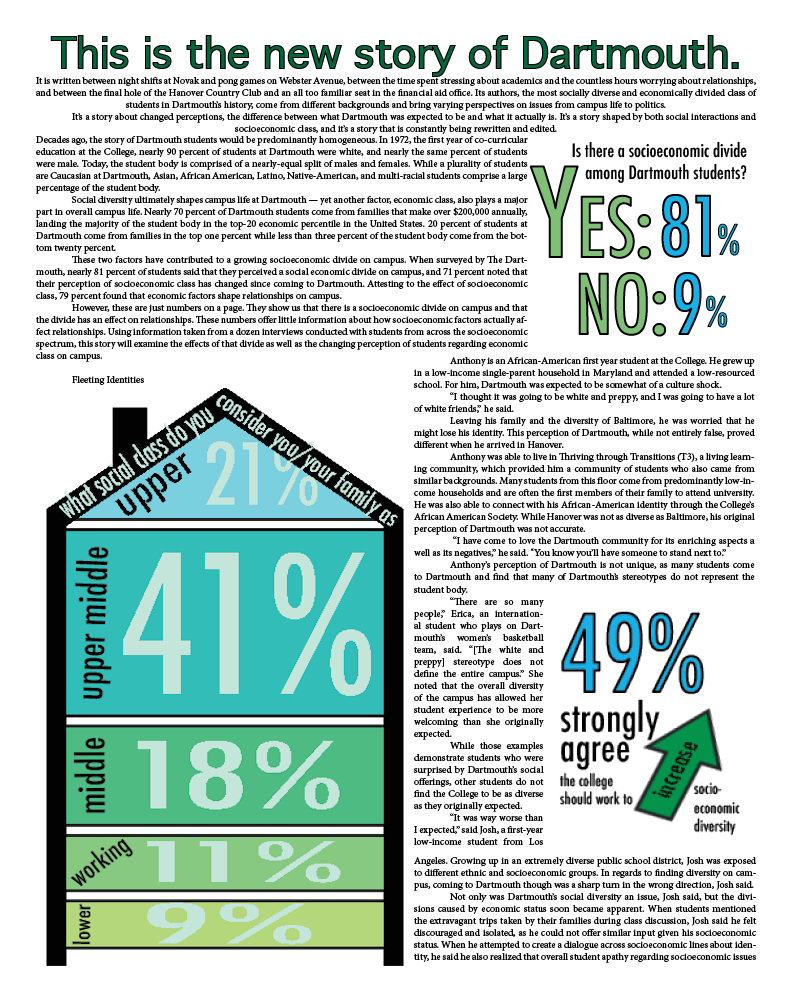 This is the new story of Dartmouth.
It is written between night shifts at Novak and pong games on Webster Avenue, between the time spent stressing about academics and the countless hours worrying about relationships,
and between the final hole of the Hanover Country Club and an all too familiar seat in the financial aid office. Its authors, the most socially diverse and economically divided class of
students in Dartmouth's history, come from different backgrounds and bring varying perspectives on issues from campus life to politics.
It's a story about changed perceptions, the difference between what Dartmouth was expected to be and what it actually is. It's a story shaped by both social interactions and
socioeconomic class, and it's a story that is constantly being rewritten and edited.
Decades ago, the story of Dartmouth students would be predominantly homogeneous. In 1972, the first year of co-curricular
education at the College, nearly 90 percent of students at Dartmouth were white, and nearly the same percent of students
were male. Today, the student body is comprised of a nearly-equal split of males and females. While a plurality of students
are Caucasian at Dartmouth, Asian, African American, Latino, Native-American, and multi-racial students comprise a large
percentage of the student body.
Social diversity ultimately shapes campus life at Dartmouth — yet another factor, economic class, also plays a major
part in overall campus life. Nearly 70 percent of Dartmouth students come from families that make over $200,000 annually,
landing the majority of the student body in the top-20 economic percentile in the United States. 20 percent of students at
Dartmouth come from families in the top one percent while less than three percent of the student body come from the bot-
tom twenty percent.
These two factors have contributed to a growing socioeconomic divide on campus. When surveyed by The Dart-
mouth, nearly 81 percent of students said that they perceived a social economic divide on campus, and 71 percent noted that
their perception of socioeconomic class has changed since coming to Dartmouth. Attesting to the effect of socioeconomic
class, 79 percent found that economic factors shape relationships on campus.
However, these are just numbers on a page. They show us that there is a socioeconomic divide on campus and that
the divide has an effect on relationships. These numbers offer little information about how socioeconomic factors actually af-
fect relationships. Using information taken from a dozen interviews conducted with students from across the socioeconomic
spectrum, this story will examine the effects of that divide as well as the changing perception of students regarding economic
class on campus.
Fleeting Identities
Is there a socioeconomic divide
among Dartmouth students?
YES: 81%
NO: 9%
what social class do you consider you/your family as
upper 21%
upper middle 41%
middle 18%
working 11%
lower 9%
Anthony is an African-American first year student at the College. He grew up
in a low-income single-parent household in Maryland and attended a low-resourced
school. For him, Dartmouth was expected to be somewhat of a culture shock.
"I thought it was going to be white and preppy, and I was going to have a lot
of white friends," he said.
Leaving his family and the diversity of Baltimore, he was worried that he
might lose his identity. This perception of Dartmouth, while not entirely false, proved
different when he arrived in Hanover.
Anthony was able to live in Thriving through Transitions (T3), a living learn-
ing community, which provided him a community of students who also came from
similar backgrounds. Many students from this floor come from predominantly low-in-
come households and are often the first members of their family to attend university.
He was also able to connect with his African-American identity through the College's
African American Society. While Hanover was not as diverse as Baltimore, his original
perception of Dartmouth was not accurate.
"I have come to love the Dartmouth community for its enriching aspects a
well as its negatives," he said. "You know you'll have someone to stand next to."
Anthony's perception of Dartmouth is not unique, as many students come
to Dartmouth and find that many of Dartmouth's stereotypes do not represent the
student body.
"There are so many
people," Erica, an internation-
al student who plays on Dart-
mouth's women's basketball
team, said. "[The white and
preppy] stereotype does not
define the entire campus." She
noted that the overall diversity
of the campus has allowed her
student experience to be more
welcoming than she originally
expected.
While those examples
demonstrate students who were
surprised by Dartmouth's social
offerings, other students do not
find the College to be as diverse
as they originally expected.
"It was way worse than
I expected," said Josh, a first-year
low-income student from Los
49%
strongly
agree
the college
should work to
increase
socio-
economic
diversity
Angeles. Growing up in an extremely diverse public school district, Josh was exposed
to different ethnic and socioeconomic groups. In regards to finding diversity on cam-
pus, coming to Dartmouth though was a sharp turn in the wrong direction, Josh said.
Not only was Dartmouth's social diversity an issue, Josh said, but the divi-
sions caused by economic status soon became apparent. When students mentioned
the extravagant trips taken by their families during class discussion, Josh said he felt
discouraged and isolated, as he could not offer similar input given his socioeconomic
status. When he attempted to create a dialogue across socioeconomic lines about iden-
tity, he said he also realized that overall student apathy regarding socioeconomic issues